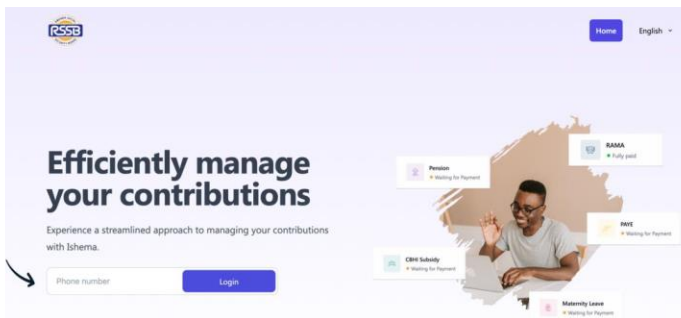 RSSB
Home
English
Efficiently manage
your contributions
Experience a streamlined approach to managing your contributions
with Ishema.
Phone number
Login
RAMA
Fully paid
Pension
Waiting for Payment
PAYE
Waiting for Payment
CBHI Subsidy
Waiting for Payment
Maternity Leave
Waiting for Payment